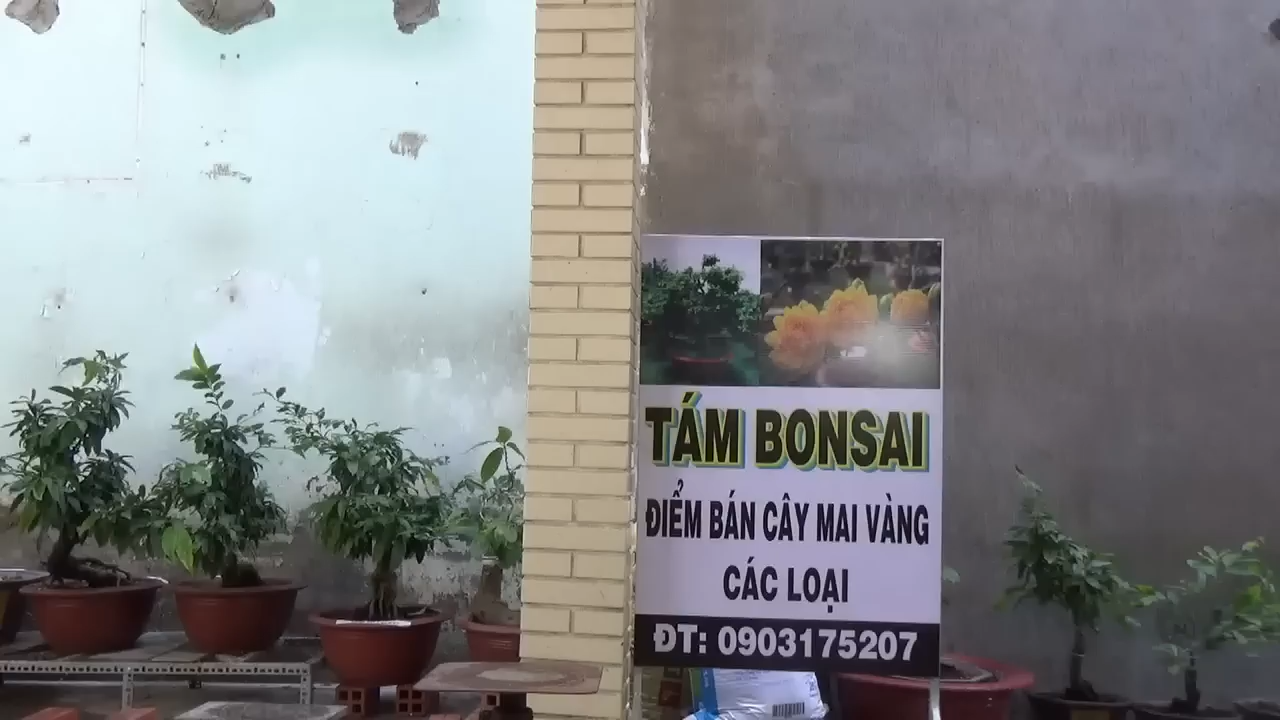 TÁM BONSAI
ĐIỂM BÁN CÂY MAI VÀNG
CÁC LOẠI
ĐT: 0903175207